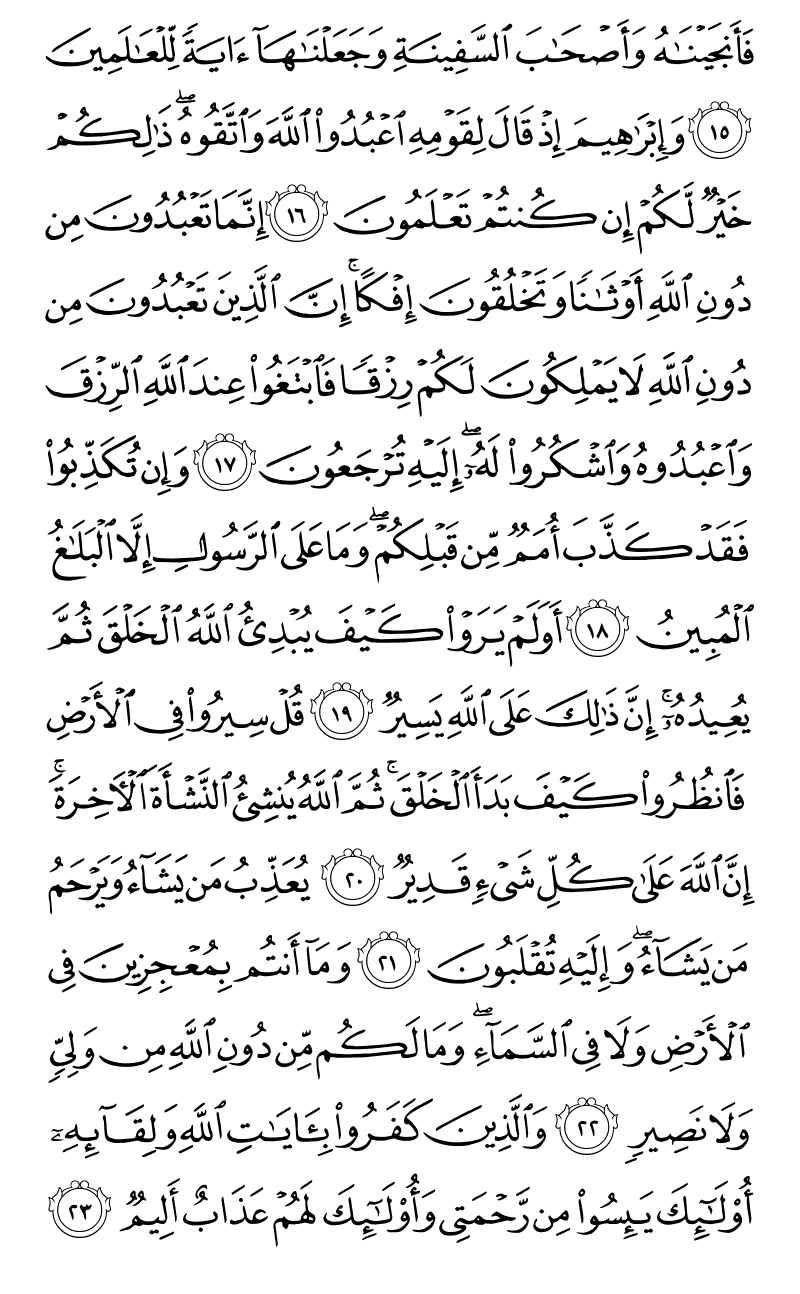 فَأَنجَيْنَٰهُ وَأَصْحَٰبَ ٱلسَّفِينَةِ وَجَعَلْنَٰهَآ ءَايَةً لِّلْعَٰلَمِينَ
١٥ وَإِبْرَٰهِيمَ إِذْ قَالَ لِقَوْمِهِ ٱعْبُدُوا۟ ٱللَّهَ وَٱتَّقُوهُ ۖ ذَٰلِكُمْ
خَيْرٌ لَّكُمْ إِن كُنتُمْ تَعْلَمُونَ ١٦ إِنَّمَا تَعْبُدُونَ مِن
دُونِ ٱللَّهِ أَوْثَٰنًا وَتَخْلُقُونَ إِفْكًا ۚ إِنَّ ٱلَّذِينَ تَعْبُدُونَ مِن
دُونِ ٱللَّهِ لَا يَمْلِكُونَ لَكُمْ رِزْقًا فَٱبْتَغُوا۟ عِندَ ٱللَّهِ ٱلرِّزْقَ
وَٱعْبُدُوهُ وَٱشْكُرُوا۟ لَهُۥٓ ۖ إِلَيْهِ تُرْجَعُونَ ١٧ وَإِن تُكَذِّبُوا۟
فَقَدْ كَذَّبَ أُمَمٌ مِّن قَبْلِكُمْ ۖ وَمَا عَلَى ٱلرَّسُولِ إِلَّا ٱلْبَلَٰغُ
ٱلْمُبِينُ ١٨ أَوَلَمْ يَرَوْا۟ كَيْفَ يُبْدِئُ ٱللَّهُ ٱلْخَلْقَ ثُمَّ
يُعِيدُهُۥٓ ۚ إِنَّ ذَٰلِكَ عَلَى ٱللَّهِ يَسِيرٌ ١٩ قُلْ سِيرُوا۟ فِى ٱلْأَرْضِ
فَٱنظُرُوا۟ كَيْفَ بَدَأَ ٱلْخَلْقَ ۚ ثُمَّ ٱللَّهُ يُنشِئُ ٱلنَّشْأَةَ ٱلْءَاخِرَةَ ۚ
إِنَّ ٱللَّهَ عَلَىٰ كُلِّ شَىْءٍ قَدِيرٌ ٢٠ يُعَذِّبُ مَن يَشَآءُ وَيَرْحَمُ
مَن يَشَآءُ ۖ وَإِلَيْهِ تُقْلَبُونَ ٢١ وَمَآ أَنتُم بِمُعْجِزِينَ فِى
ٱلْأَرْضِ وَلَا فِى ٱلسَّمَآءِ ۖ وَمَا لَكُم مِّن دُونِ ٱللَّهِ مِن وَلِىٍّ
وَلَا نَصِيرٍ ٢٢ وَٱلَّذِينَ كَفَرُوا۟ بِـَٔايَٰتِ ٱللَّهِ وَلِقَآئِهِۦٓ
أُو۟لَٰٓئِكَ يَئِسُوا۟ مِن رَّحْمَتِى وَأُو۟لَٰٓئِكَ لَهُمْ عَذَابٌ أَلِيمٌ ٢٣